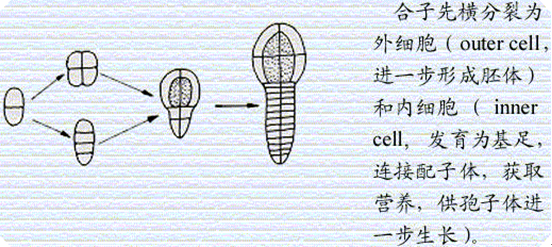 合子先横分裂为
外细胞（outer cell，
进一步形成胚体）
和内细胞（ inner
cell，发育为基足，
连接配子体，获取
营养，供孢子体进
一步生长）。